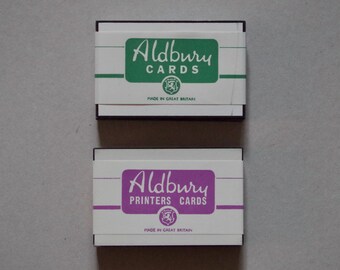 Aldbury
CARDS
MADE IN GREAT BRITAIN
Aldbury
PRINTERS CARDS
MADE IN GREAT BRITAIN